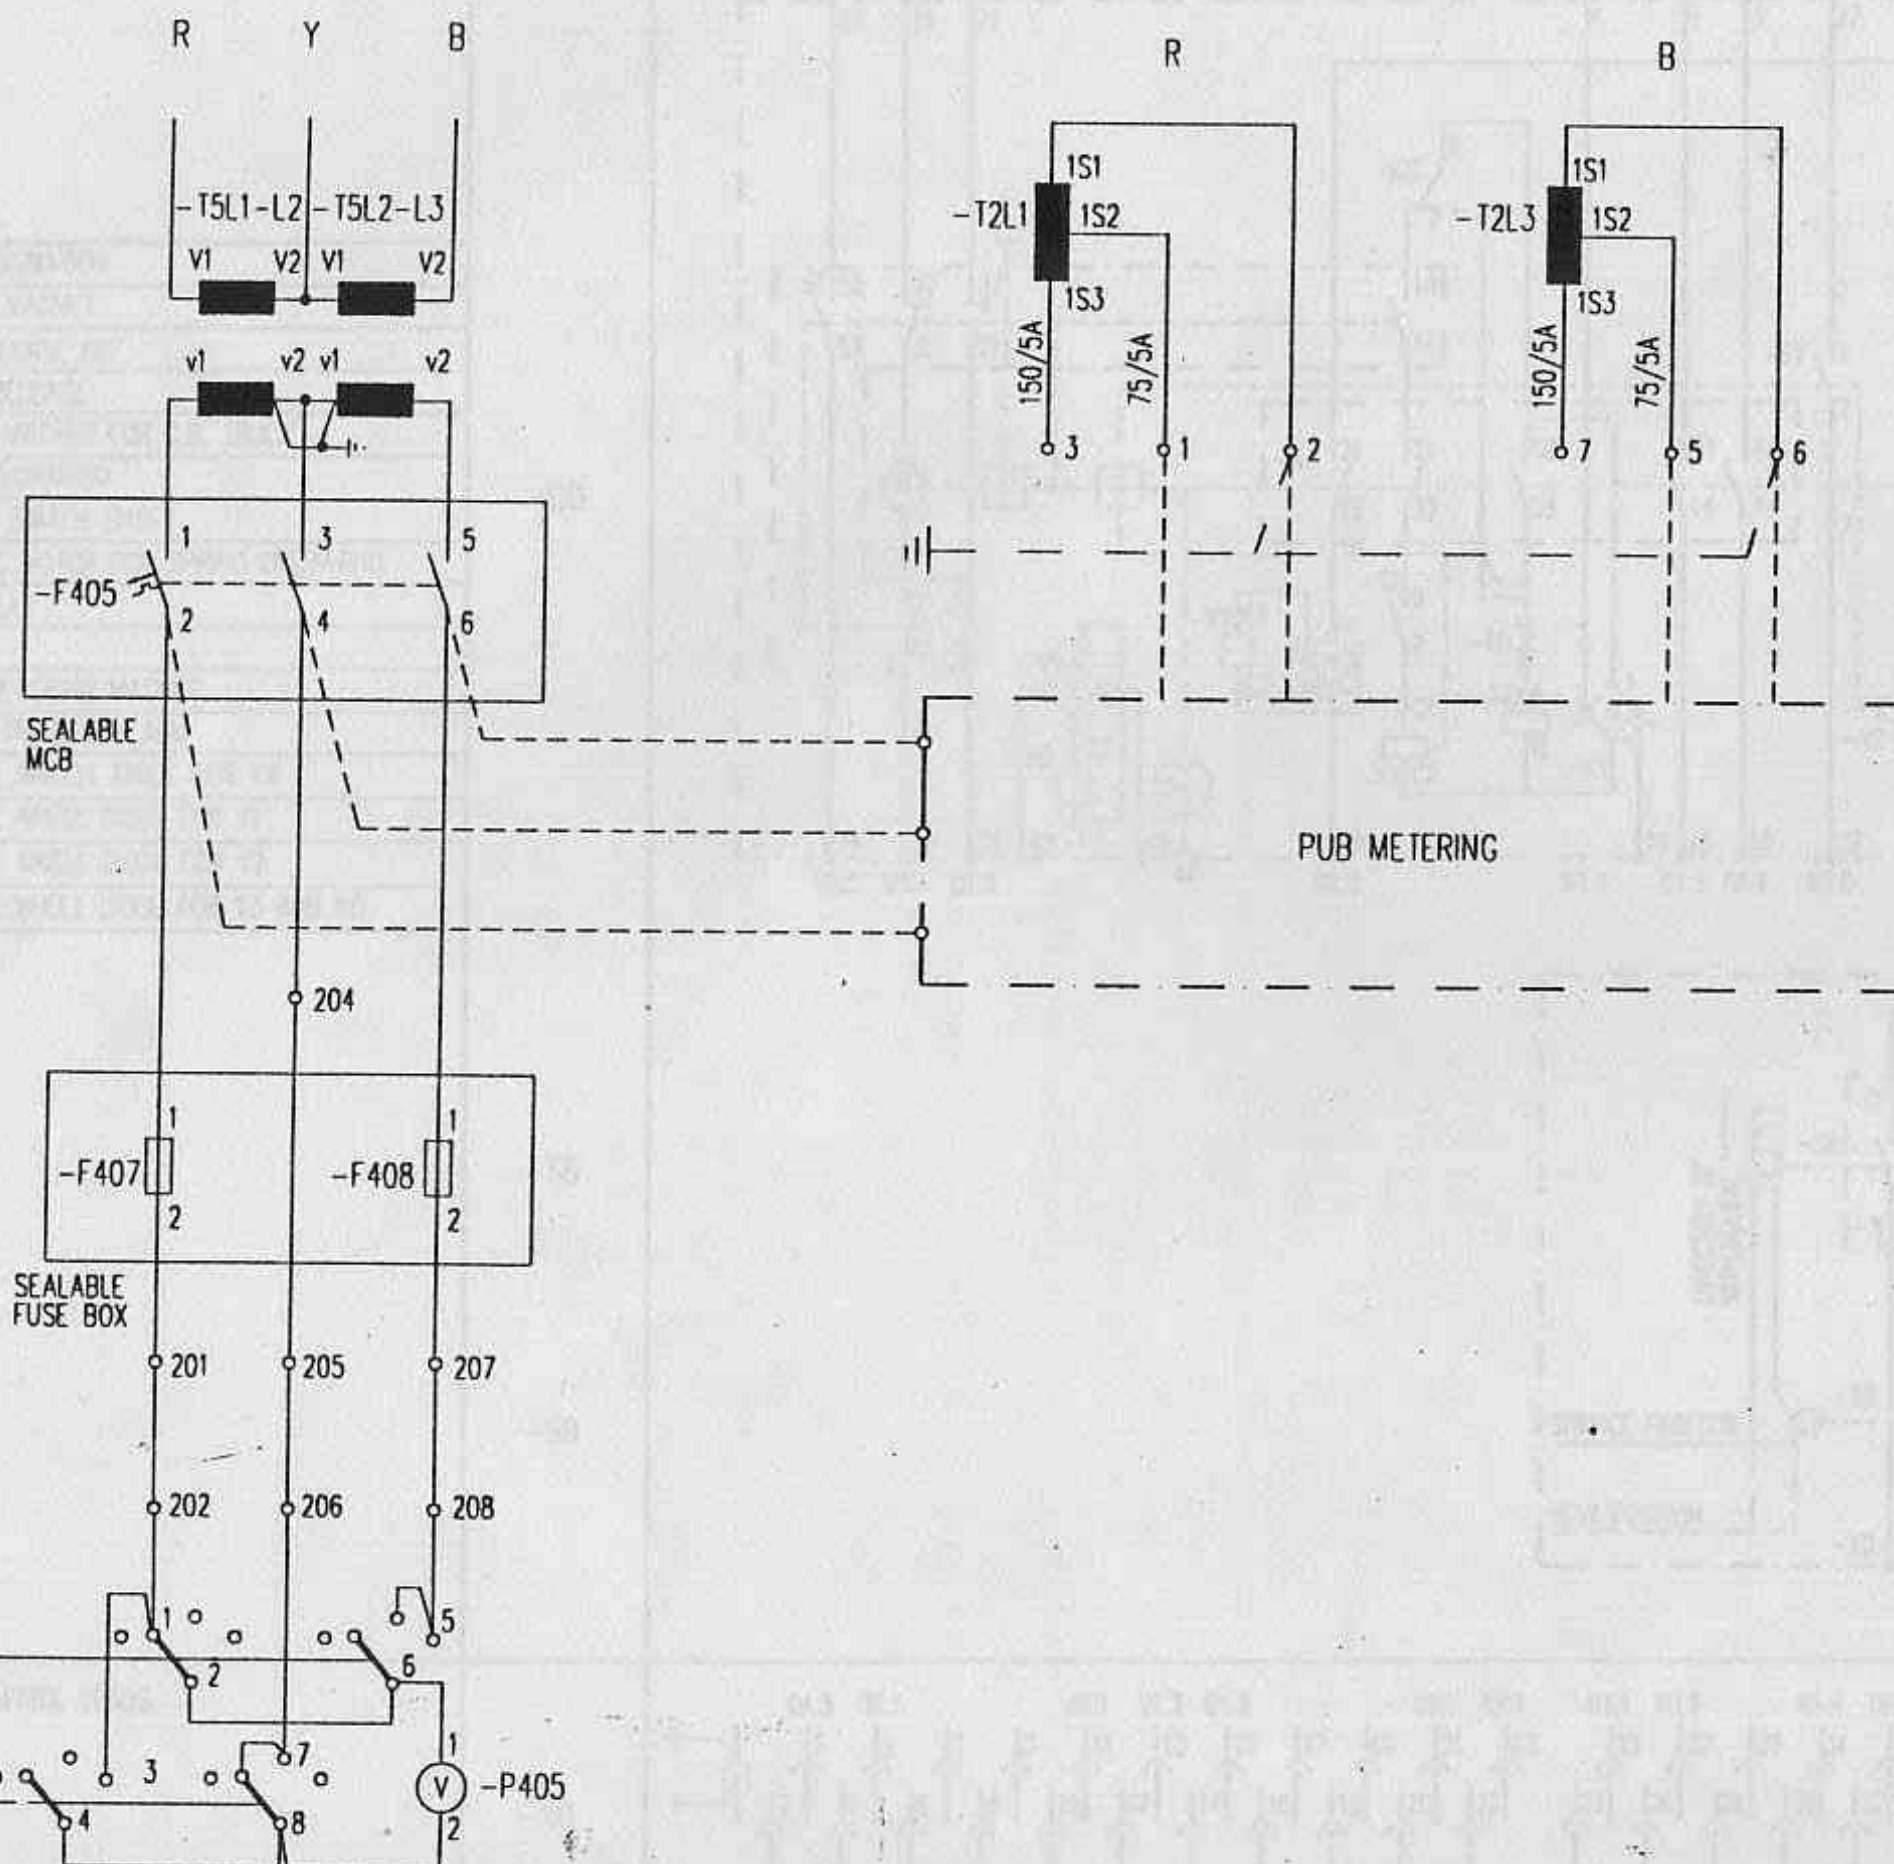 R Y B
R B
-T5L1-L2 -T5L2-L3
V1 V2 V1 V2
v1 v2 v1 v2
-T2L1 1S1
1S2
1S3
150/5A 75/5A
3 1 2
-T2L3 1S1
1S2
1S3
150/5A 75/5A
7 5 6
1 3 5
-F405
2 4 6
SEALABLE
MCB
PUB METERING
204
1 1
-F407 -F408
2 2
SEALABLE
FUSE BOX
201 205 207
202 206 208
1 5
2 6
7 1
3 V -P405
4 8 2